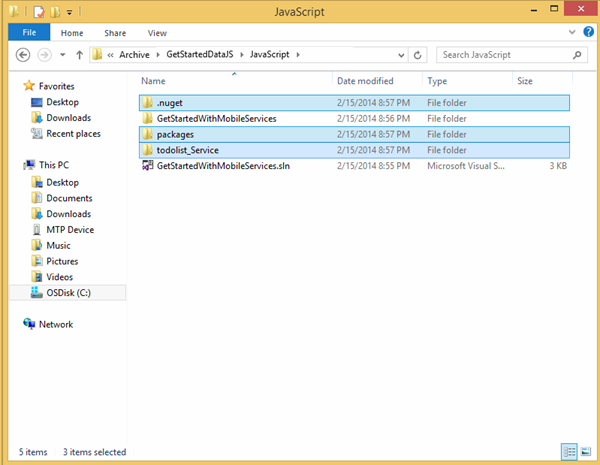 JavaScript
File Home Share View
« Archive GetStartedDataJS JavaScript Search JavaScript
Name Date modified Type Size
Favorites
Desktop
Downloads
Recent places
This PC
Desktop
Documents
Downloads
MTP Device
Music
Pictures
Videos
OSDisk (C:)
Network
.nuget 2/15/2014 8:57 PM File folder
GetStartedWithMobileServices 2/15/2014 8:56 PM File folder
packages 2/15/2014 8:57 PM File folder
todolist_Service 2/15/2014 8:57 PM File folder
GetStartedWithMobileServices.sln 2/15/2014 8:55 PM Microsoft Visual S... 3 KB
5 items 3 items selected